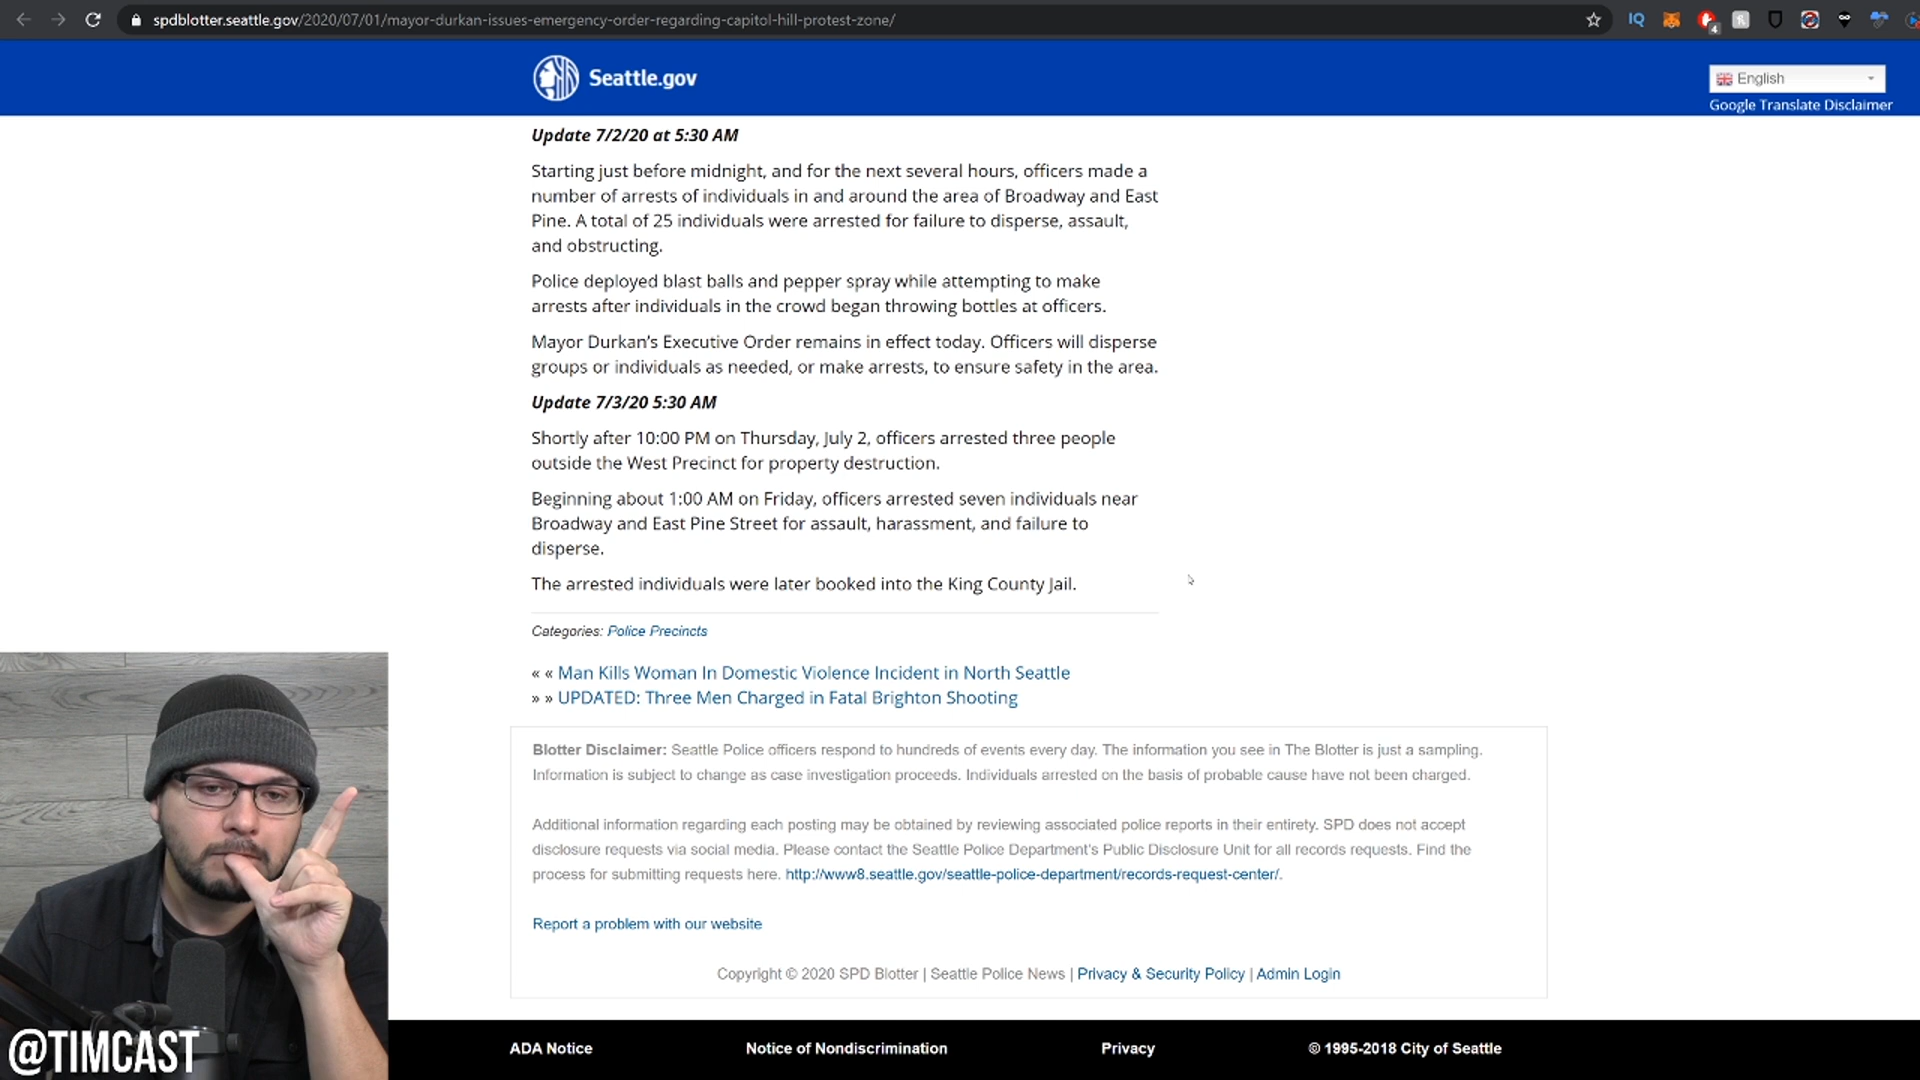 spdblotter.seattle.gov/2020/07/01/mayor-durkan-issues-emergency-order-regarding-capitol-hill-protest-zone/
IQ
4
Seattle.gov
English
Google Translate Disclaimer
Update 7/2/20 at 5:30 AM
Starting just before midnight, and for the next several hours, officers made a
number of arrests of individuals in and around the area of Broadway and East
Pine. A total of 25 individuals were arrested for failure to disperse, assault,
and obstructing.
Police deployed blast balls and pepper spray while attempting to make
arrests after individuals in the crowd began throwing bottles at officers.
Mayor Durkan’s Executive Order remains in effect today. Officers will disperse
groups or individuals as needed, or make arrests, to ensure safety in the area.
Update 7/3/20 5:30 AM
Shortly after 10:00 PM on Thursday, July 2, officers arrested three people
outside the West Precinct for property destruction.
Beginning about 1:00 AM on Friday, officers arrested seven individuals near
Broadway and East Pine Street for assault, harassment, and failure to
disperse.
The arrested individuals were later booked into the King County Jail.
Categories: Police Precincts
« « Man Kills Woman In Domestic Violence Incident in North Seattle
» » UPDATED: Three Men Charged in Fatal Brighton Shooting
Blotter Disclaimer: Seattle Police officers respond to hundreds of events every day. The information you see in The Blotter is just a sampling.
Information is subject to change as case investigation proceeds. Individuals arrested on the basis of probable cause have not been charged.
Additional information regarding each posting may be obtained by reviewing associated police reports in their entirety. SPD does not accept
disclosure requests via social media. Please contact the Seattle Police Department's Public Disclosure Unit for all records requests. Find the
process for submitting requests here. http://www8.seattle.gov/seattle-police-department/records-request-center/.
Report a problem with our website
Copyright © 2020 SPD Blotter | Seattle Police News | Privacy & Security Policy | Admin Login
@TIMCAST
ADA Notice Notice of Nondiscrimination Privacy © 1995-2018 City of Seattle